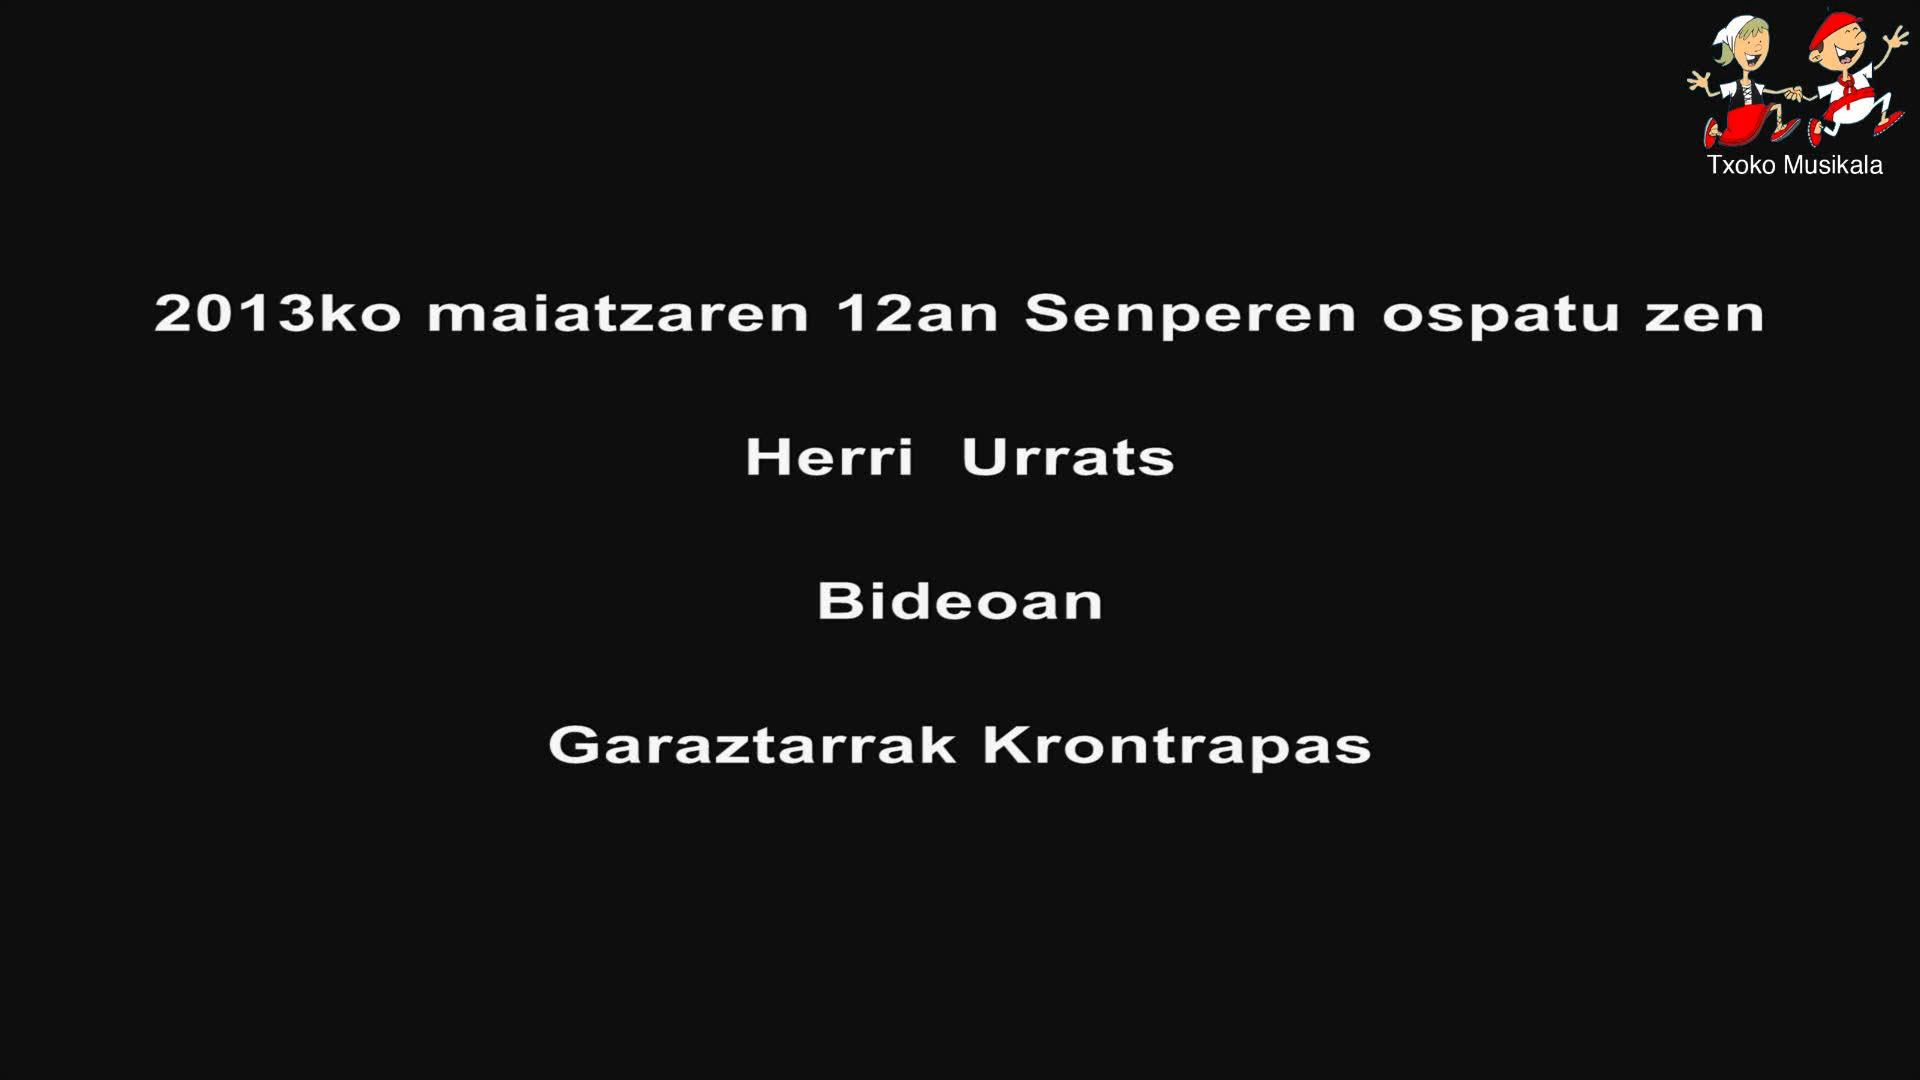 Txoko Musikala
2013ko maiatzaren 12an Senperen ospatu zen
Herri  Urrats
Bideoan
Garaztarrak Krontrapas